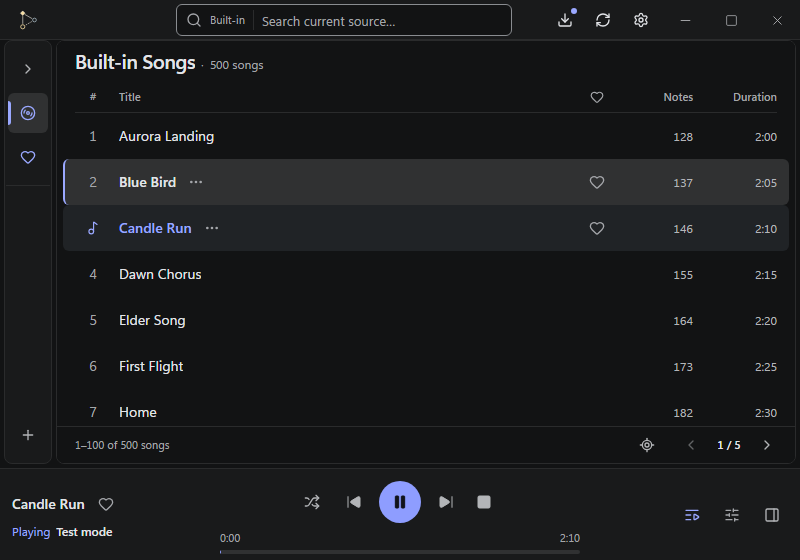 Built-in Search current source...
Built-in Songs · 500 songs
# Title Notes Duration
1 Aurora Landing 128 2:00
2 Blue Bird ··· 137 2:05
Candle Run ··· 146 2:10
4 Dawn Chorus 155 2:15
5 Elder Song 164 2:20
6 First Flight 173 2:25
7 Home 182 2:30
1–100 of 500 songs 1 / 5
Candle Run
Playing Test mode
0:00 2:10